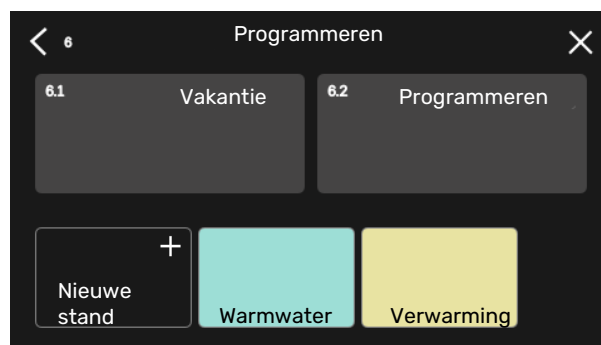 6 Programmeren
6.1 Vakantie
6.2 Programmeren
Nieuwe
stand
Warmwater
Verwarming